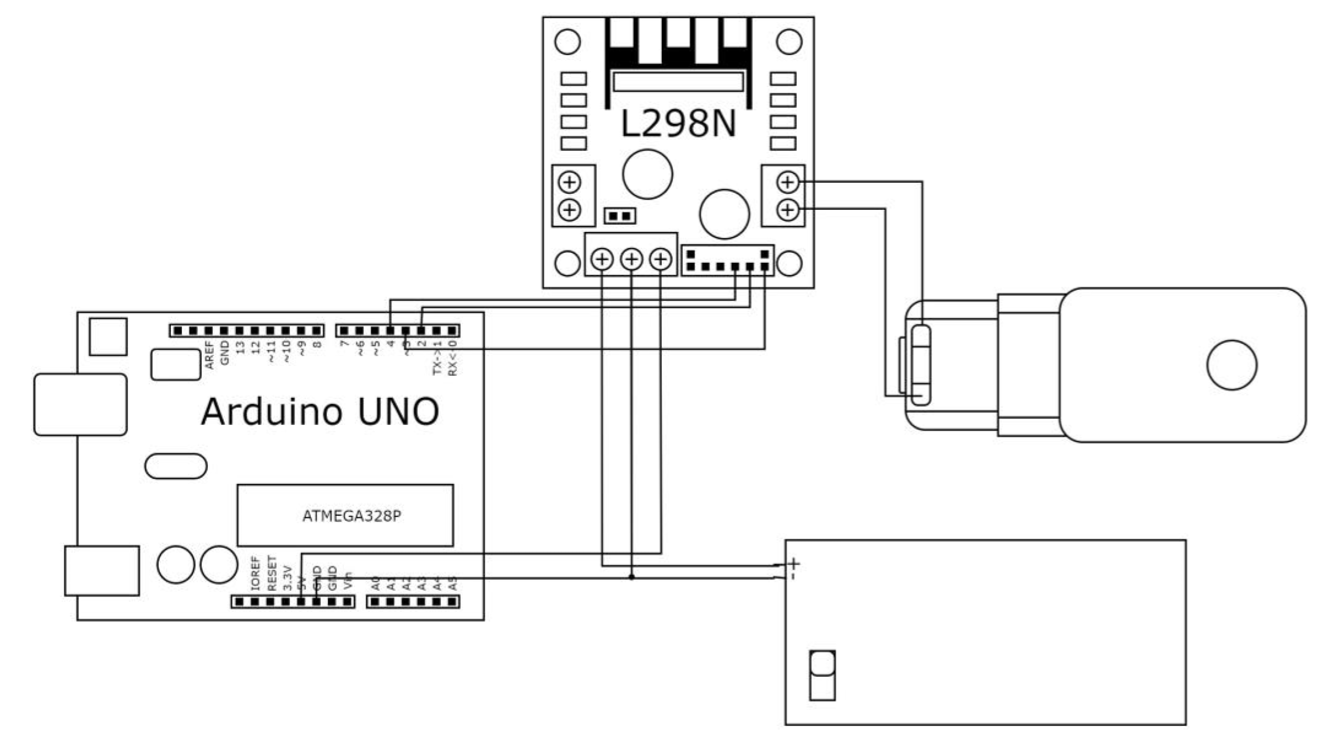 L298N
AREF
GND
13
12
~11
~10
~9
8
7
~6
~5
4
~3
2
TX->1
RX<-0
Arduino UNO
ATMEGA328P
IOREF
RESET
3.3V
5V
GND
GND
Vin
A0
A1
A2
A3
A4
A5
+
-